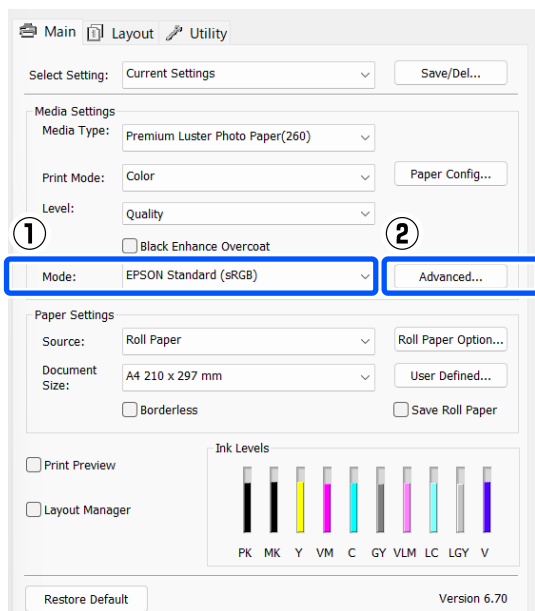 Main Layout Utility
Select Setting: Current Settings Save/Del...
Media Settings
Media Type: Premium Luster Photo Paper(260)
Print Mode: Color Paper Config...
Level: Quality
① ②
Black Enhance Overcoat
Mode: EPSON Standard (sRGB) Advanced...
Paper Settings
Source: Roll Paper Roll Paper Option...
Document
Size: A4 210 x 297 mm User Defined...
Borderless Save Roll Paper
Ink Levels
Print Preview
Layout Manager
PK MK Y VM C GY VLM LC LGY V
Restore Default Version 6.70